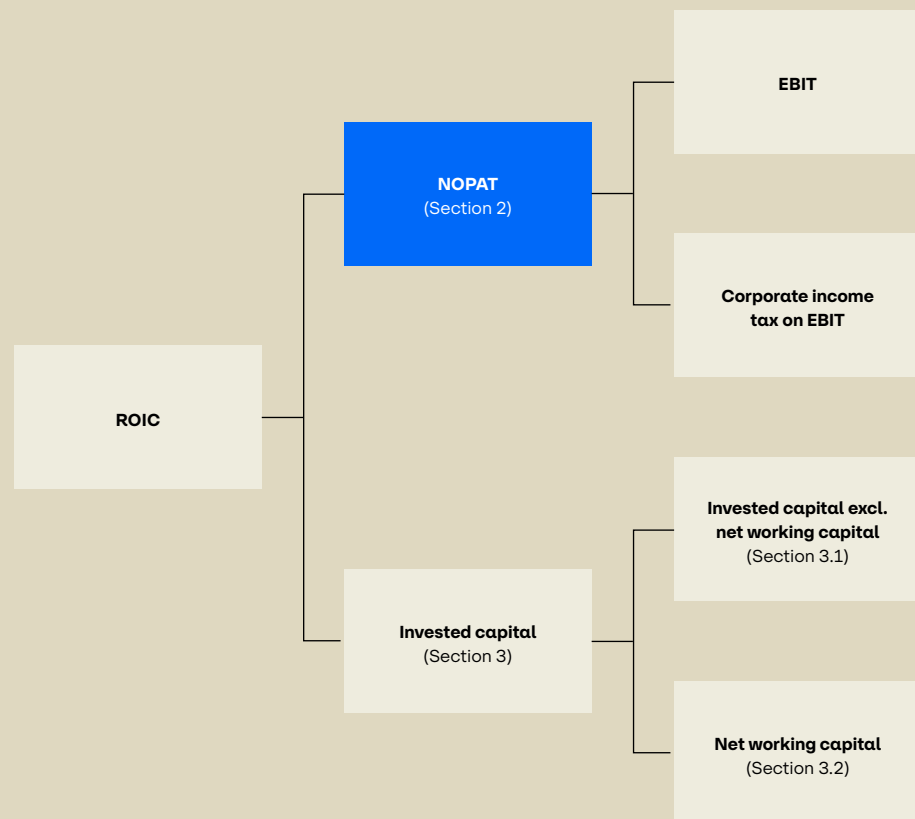 EBIT
NOPAT
(Section 2)
Corporate income
tax on EBIT
ROIC
Invested capital excl.
net working capital
(Section 3.1)
Invested capital
(Section 3)
Net working capital
(Section 3.2)